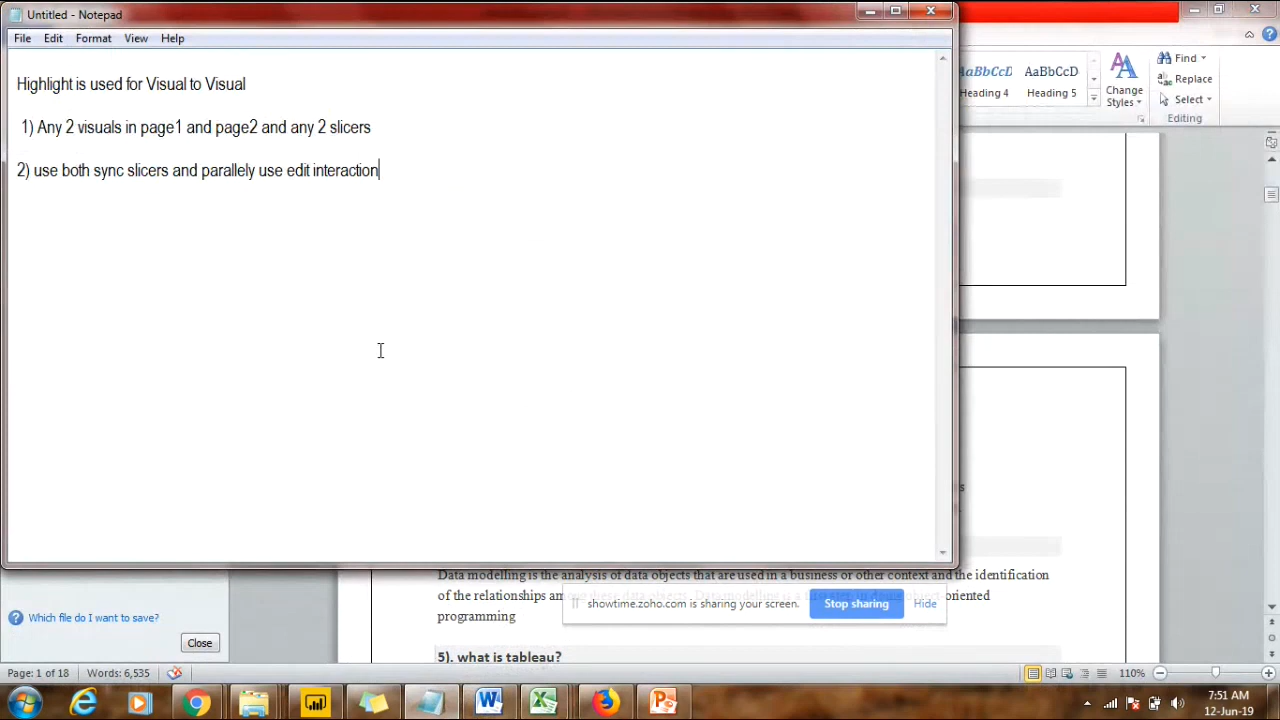 Untitled - Notepad
File Edit Format View Help
Highlight is used for Visual to Visual
1) Any 2 visuals in page1 and page2 and any 2 slicers
2) use both sync slicers and parallely use edit interaction
AaBbCcD AaBbCcD
Heading 4 Heading 5
Change Styles
Find
Replace
Select
Editing
Data modelling is the analysis of data objects that are used in a business or other context and the identification
of the relationships
programming
5). what is tableau?
showtime.zoho.com is sharing your screen. Stop sharing Hide
Which file do I want to save?
Close
Page: 1 of 18 Words: 6,535
110%
7:51 AM
12-Jun-19